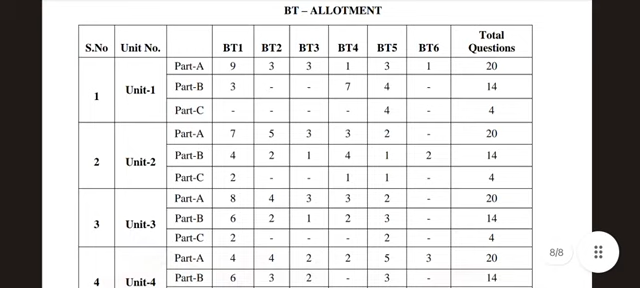 BT – ALLOTMENT
S.No Unit No. BT1 BT2 BT3 BT4 BT5 BT6 Total Questions
1 Unit-1 Part-A 9 3 3 1 3 1 20
Part-B 3 - - 7 4 - 14
Part-C - - - - 4 - 4
2 Unit-2 Part-A 7 5 3 3 2 - 20
Part-B 4 2 1 4 1 2 14
Part-C 2 - - 1 1 - 4
3 Unit-3 Part-A 8 4 3 3 2 - 20
Part-B 6 2 1 2 3 - 14
Part-C 2 - - - 2 - 4
4 Unit-4 Part-A 4 4 2 2 5 3 20
Part-B 6 3 2 - 3 - 14
8/8